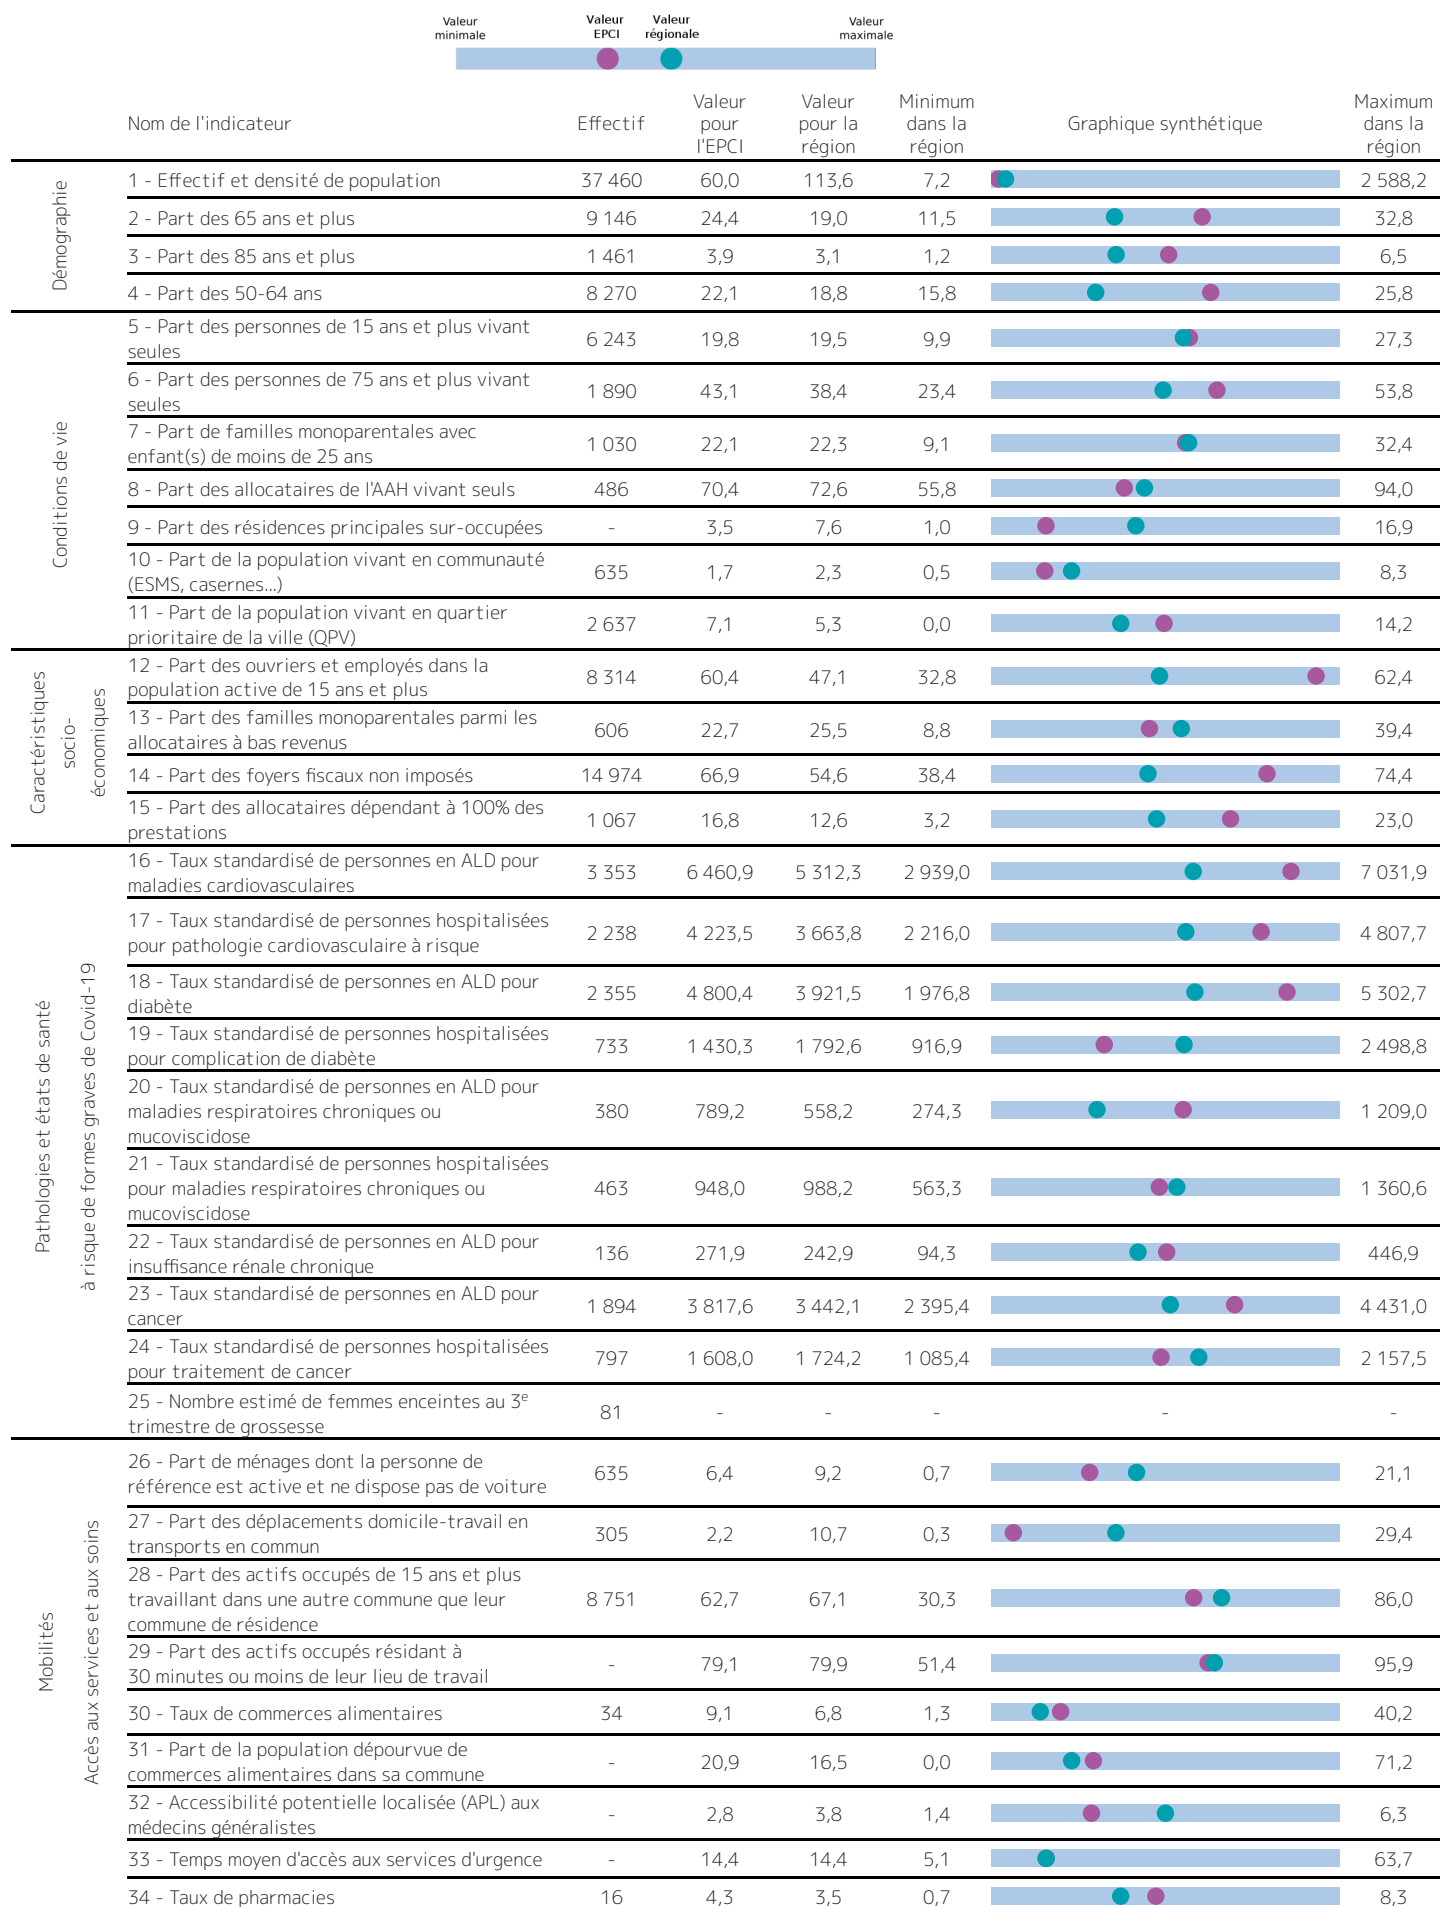 Valeur minimale
Valeur EPCI
Valeur régionale
Valeur maximale
Nom de l'indicateur
Effectif
Valeur pour l'EPCI
Valeur pour la région
Minimum dans la région
Graphique synthétique
Maximum dans la région
Démographie
1 - Effectif et densité de population 37 460 60,0 113,6 7,2 2 588,2
2 - Part des 65 ans et plus 9 146 24,4 19,0 11,5 32,8
3 - Part des 85 ans et plus 1 461 3,9 3,1 1,2 6,5
4 - Part des 50-64 ans 8 270 22,1 18,8 15,8 25,8
Conditions de vie
5 - Part des personnes de 15 ans et plus vivant
seules 6 243 19,8 19,5 9,9 27,3
6 - Part des personnes de 75 ans et plus vivant
seules 1 890 43,1 38,4 23,4 53,8
7 - Part de familles monoparentales avec
enfant(s) de moins de 25 ans 1 030 22,1 22,3 9,1 32,4
8 - Part des allocataires de l'AAH vivant seuls 486 70,4 72,6 55,8 94,0
9 - Part des résidences principales sur-occupées - 3,5 7,6 1,0 16,9
10 - Part de la population vivant en communauté
(ESMS, casernes...) 635 1,7 2,3 0,5 8,3
11 - Part de la population vivant en quartier
prioritaire de la ville (QPV) 2 637 7,1 5,3 0,0 14,2
Caractéristiques
socio-
économiques
12 - Part des ouvriers et employés dans la
population active de 15 ans et plus 8 314 60,4 47,1 32,8 62,4
13 - Part des familles monoparentales parmi les
allocataires à bas revenus 606 22,7 25,5 8,8 39,4
14 - Part des foyers fiscaux non imposés 14 974 66,9 54,6 38,4 74,4
15 - Part des allocataires dépendant à 100% des
prestations 1 067 16,8 12,6 3,2 23,0
Pathologies et états de santé
à risque de formes graves de Covid-19
16 - Taux standardisé de personnes en ALD pour
maladies cardiovasculaires 3 353 6 460,9 5 312,3 2 939,0 7 031,9
17 - Taux standardisé de personnes hospitalisées
pour pathologie cardiovasculaire à risque 2 238 4 223,5 3 663,8 2 216,0 4 807,7
18 - Taux standardisé de personnes en ALD pour
diabète 2 355 4 800,4 3 921,5 1 976,8 5 302,7
19 - Taux standardisé de personnes hospitalisées
pour complication de diabète 733 1 430,3 1 792,6 916,9 2 498,8
20 - Taux standardisé de personnes en ALD pour
maladies respiratoires chroniques ou 380 789,2 558,2 274,3 1 209,0
mucoviscidose
21 - Taux standardisé de personnes hospitalisées
pour maladies respiratoires chroniques ou 463 948,0 988,2 563,3 1 360,6
mucoviscidose
22 - Taux standardisé de personnes en ALD pour
insuffisance rénale chronique 136 271,9 242,9 94,3 446,9
23 - Taux standardisé de personnes en ALD pour
cancer 1 894 3 817,6 3 442,1 2 395,4 4 431,0
24 - Taux standardisé de personnes hospitalisées
pour traitement de cancer 797 1 608,0 1 724,2 1 085,4 2 157,5
25 - Nombre estimé de femmes enceintes au 3e
trimestre de grossesse 81 - - - - -
Mobilités
Accès aux services et aux soins
26 - Part de ménages dont la personne de
référence est active et ne dispose pas de voiture 635 6,4 9,2 0,7 21,1
27 - Part des déplacements domicile-travail en
transports en commun 305 2,2 10,7 0,3 29,4
28 - Part des actifs occupés de 15 ans et plus
travaillant dans une autre commune que leur 8 751 62,7 67,1 30,3 86,0
commune de résidence
29 - Part des actifs occupés résidant à
30 minutes ou moins de leur lieu de travail - 79,1 79,9 51,4 95,9
30 - Taux de commerces alimentaires 34 9,1 6,8 1,3 40,2
31 - Part de la population dépourvue de
commerces alimentaires dans sa commune - 20,9 16,5 0,0 71,2
32 - Accessibilité potentielle localisée (APL) aux
médecins généralistes - 2,8 3,8 1,4 6,3
33 - Temps moyen d'accès aux services d'urgence - 14,4 14,4 5,1 63,7
34 - Taux de pharmacies 16 4,3 3,5 0,7 8,3